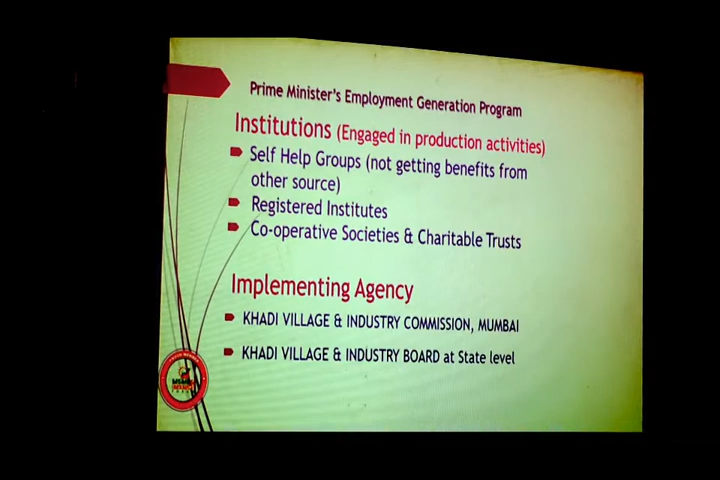 Prime Minister's Employment Generation Program
Institutions (Engaged in production activities)
Self Help Groups (not getting benefits from
other source)
Registered Institutes
Co-operative Societies & Charitable Trusts
Implementing Agency
KHADI VILLAGE & INDUSTRY COMMISSION, MUMBAI
KHADI VILLAGE & INDUSTRY BOARD at State level